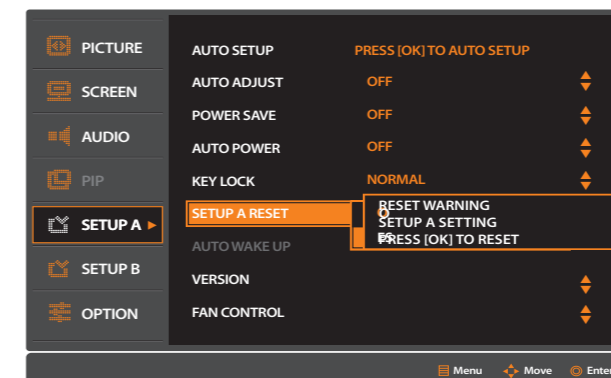 PICTURE
SCREEN
AUDIO
PIP
SETUP A
SETUP B
OPTION
AUTO SETUP PRESS [OK] TO AUTO SETUP
AUTO ADJUST OFF
POWER SAVE OFF
AUTO POWER OFF
KEY LOCK NORMAL
SETUP A RESET
RESET WARNING
SETUP A SETTING
PRESS [OK] TO RESET
AUTO WAKE UP
VERSION
FAN CONTROL
Menu Move Enter